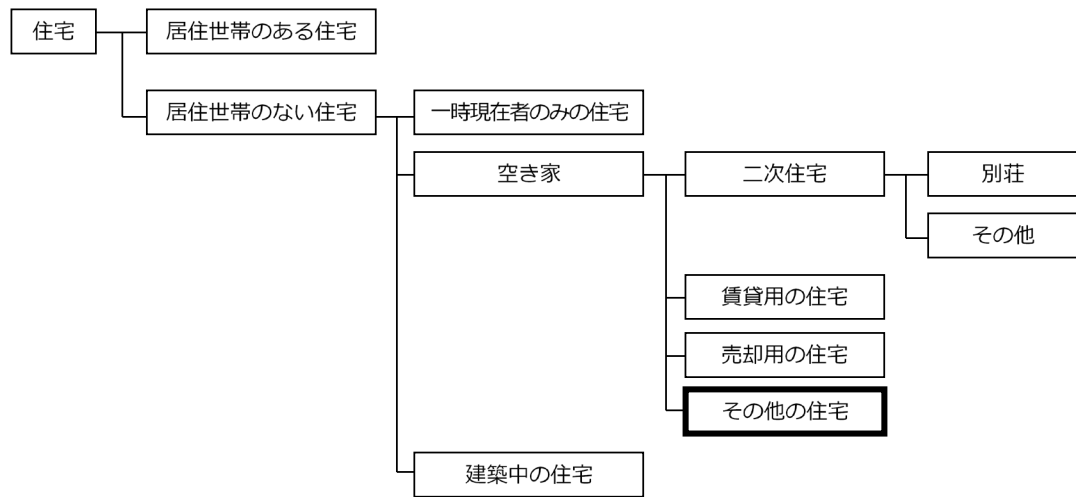 住宅
居住世帯のある住宅
居住世帯のない住宅
一時現在者のみの住宅
空き家
二次住宅
別荘
その他
賃貸用の住宅
売却用の住宅
その他の住宅
建築中の住宅